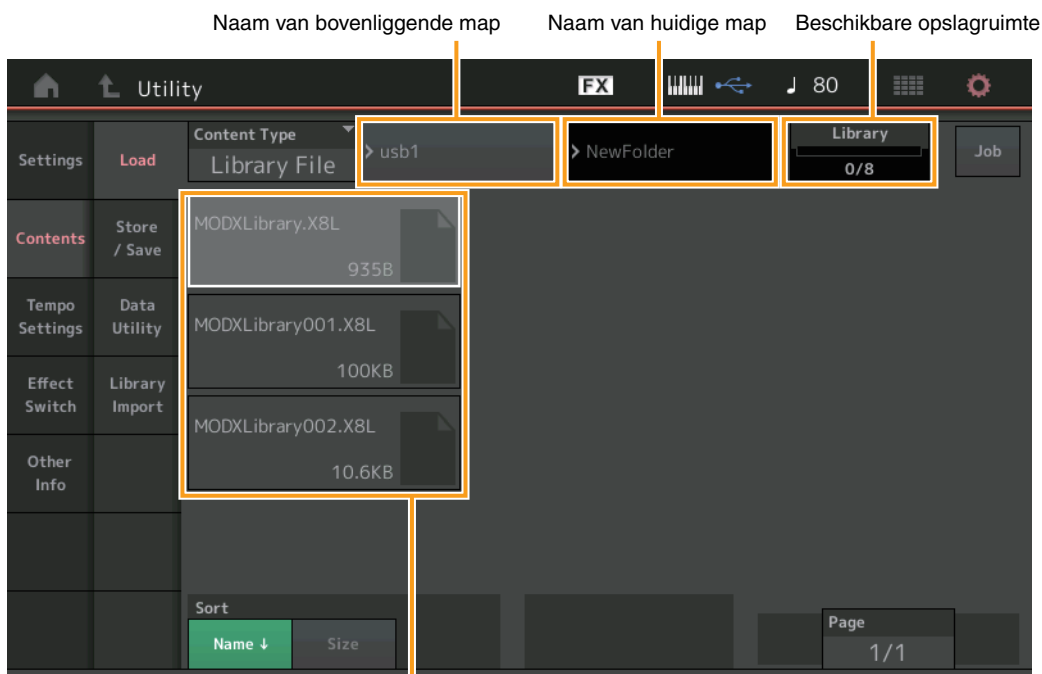 Naam van bovenliggende map
Naam van huidige map
Beschikbare opslagruimte
Utility
FX
80
Settings
Load
Content Type
Library File
usb1
NewFolder
Library
0/8
Job
Contents
Store
/ Save
MODXLibrary.X8L
935B
Tempo
Settings
Data
Utility
MODXLibrary001.X8L
100KB
Effect
Switch
Library
Import
MODXLibrary002.X8L
10.6KB
Other
Info
Sort
Name ↓
Size
Page
1/1